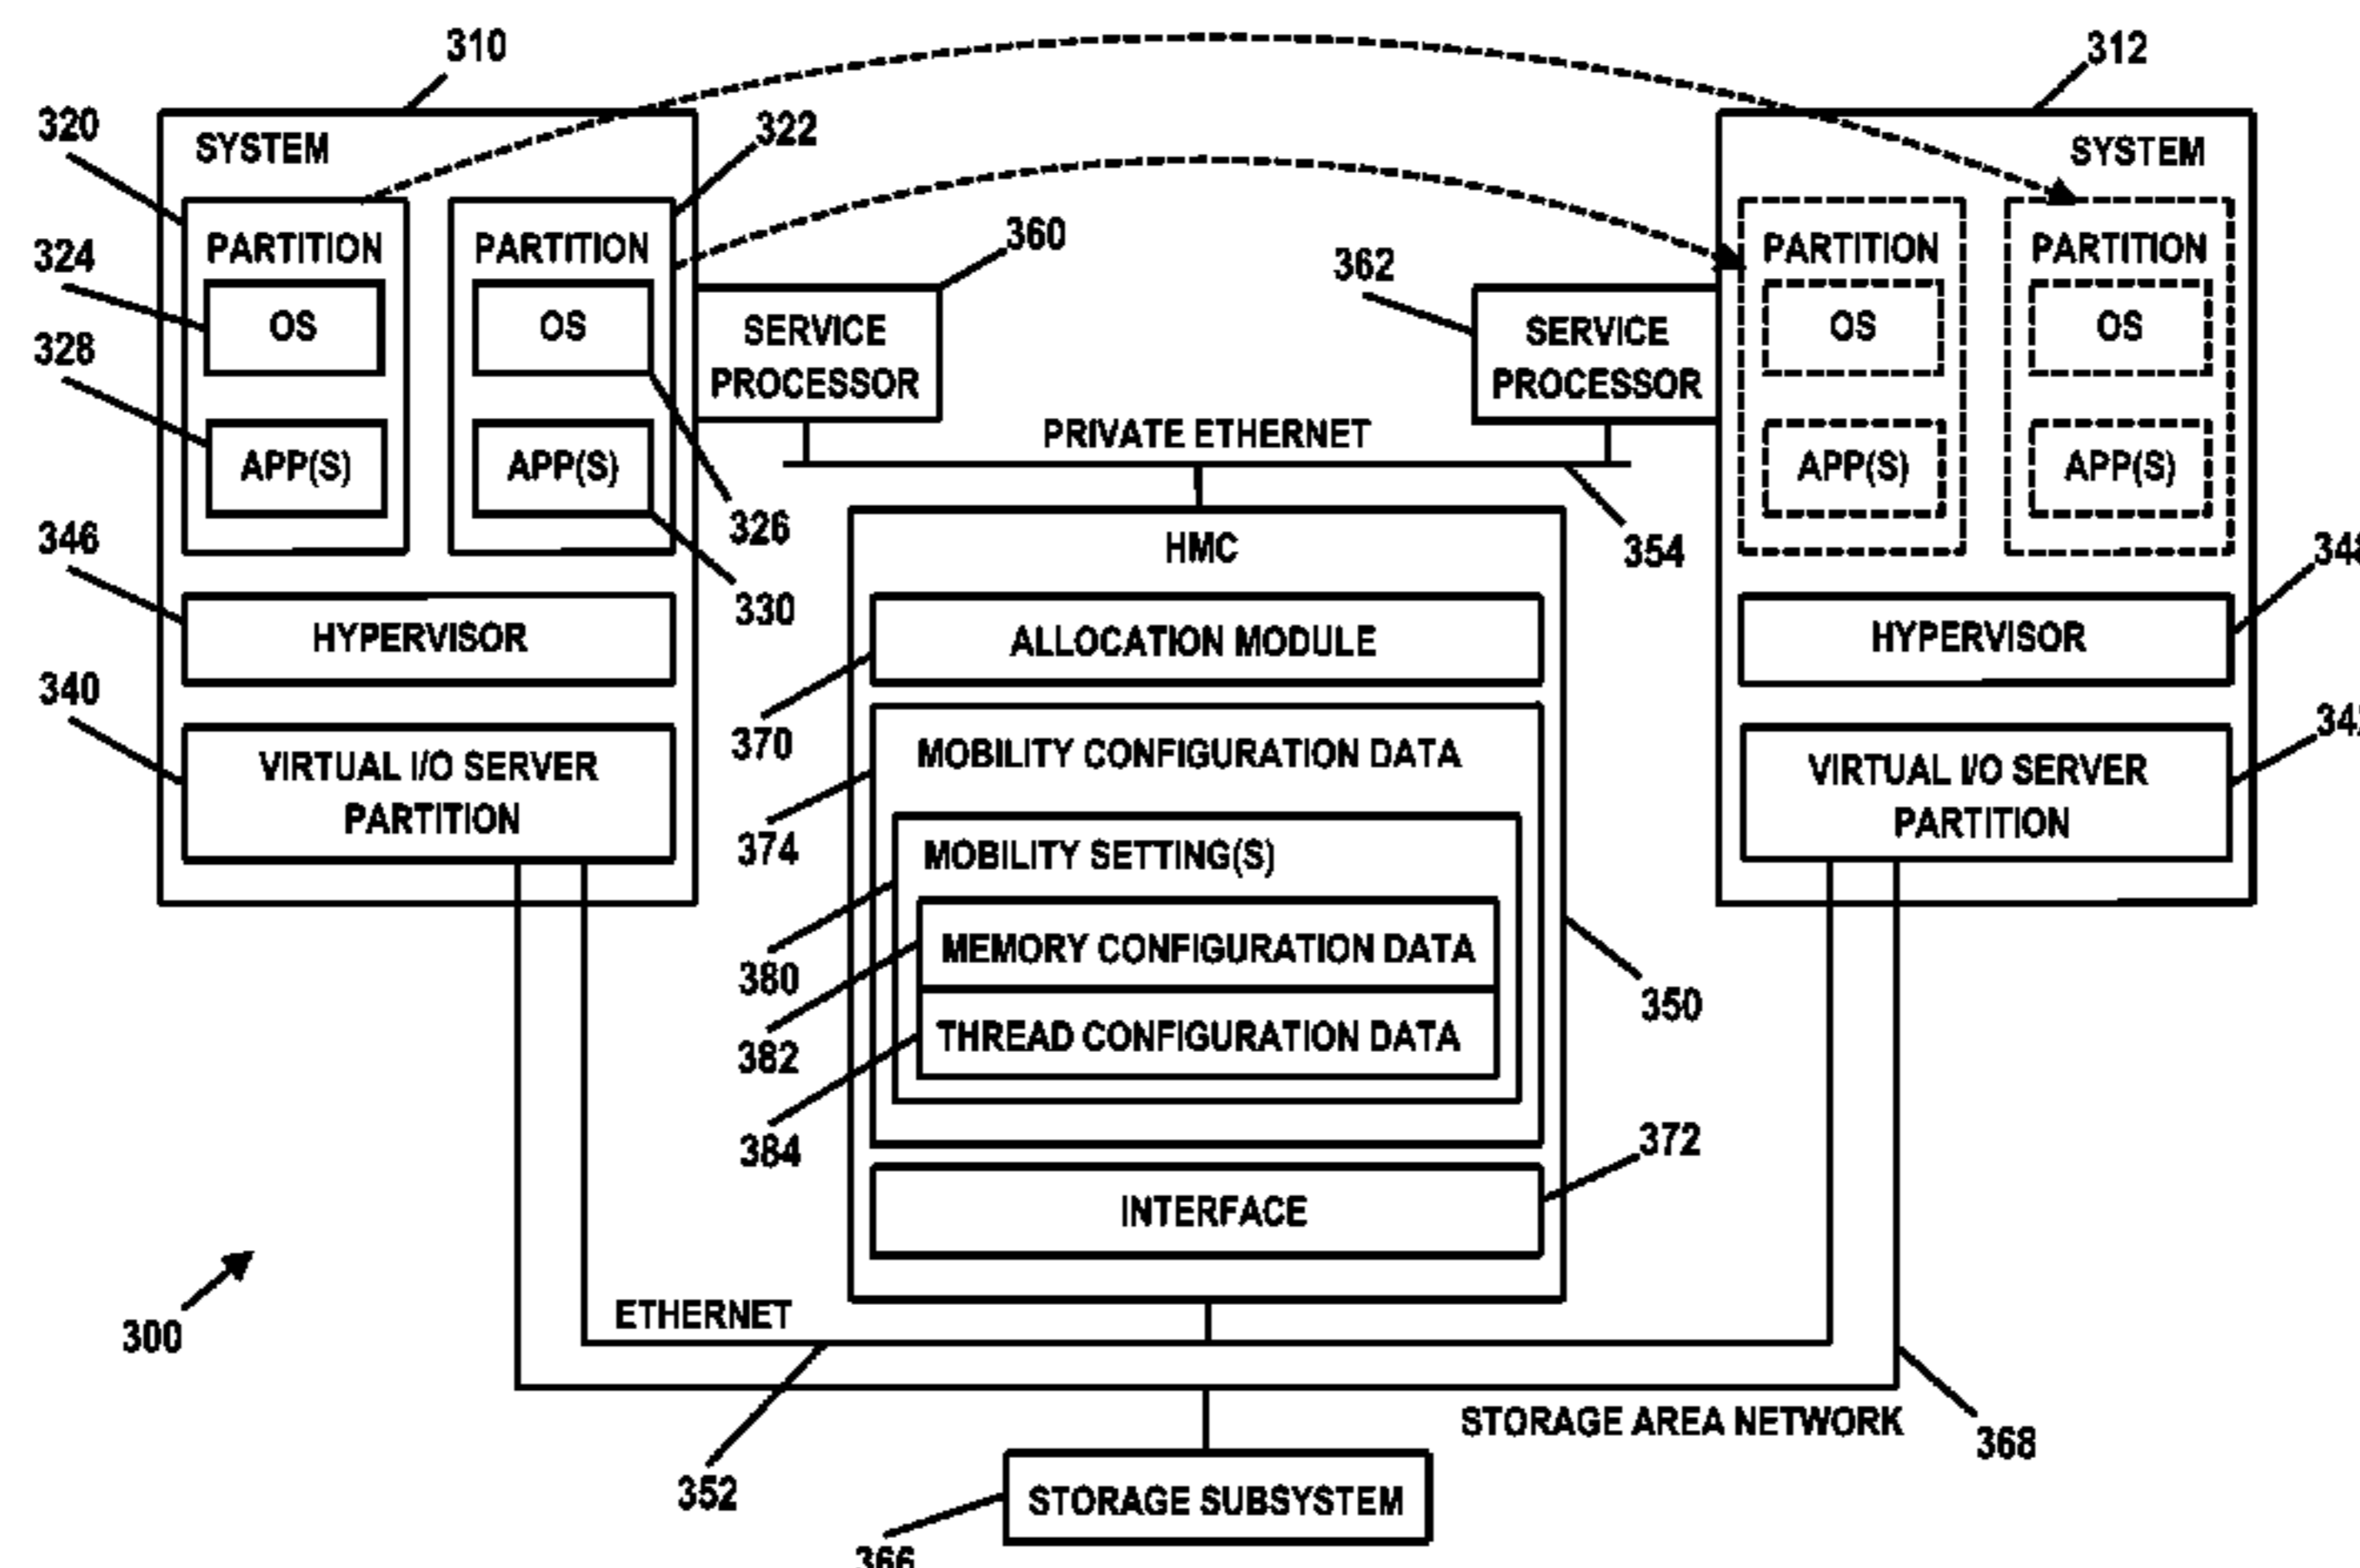 310
312
320
SYSTEM
322
SYSTEM
324
PARTITION
PARTITION
360
362
PARTITION
PARTITION
OS
OS
SERVICE
PROCESSOR
SERVICE
PROCESSOR
OS
OS
328
PRIVATE ETHERNET
APP(S)
APP(S)
APP(S)
APP(S)
326
354
346
330
HMC
HYPERVISOR
ALLOCATION MODULE
HYPERVISOR
340
370
VIRTUAL I/O SERVER
PARTITION
MOBILITY CONFIGURATION DATA
VIRTUAL I/O SERVER
PARTITION
374
MOBILITY SETTING(S)
380
MEMORY CONFIGURATION DATA
350
382
THREAD CONFIGURATION DATA
384
372
INTERFACE
300
ETHERNET
STORAGE AREA NETWORK
368
352
STORAGE SUBSYSTEM
366